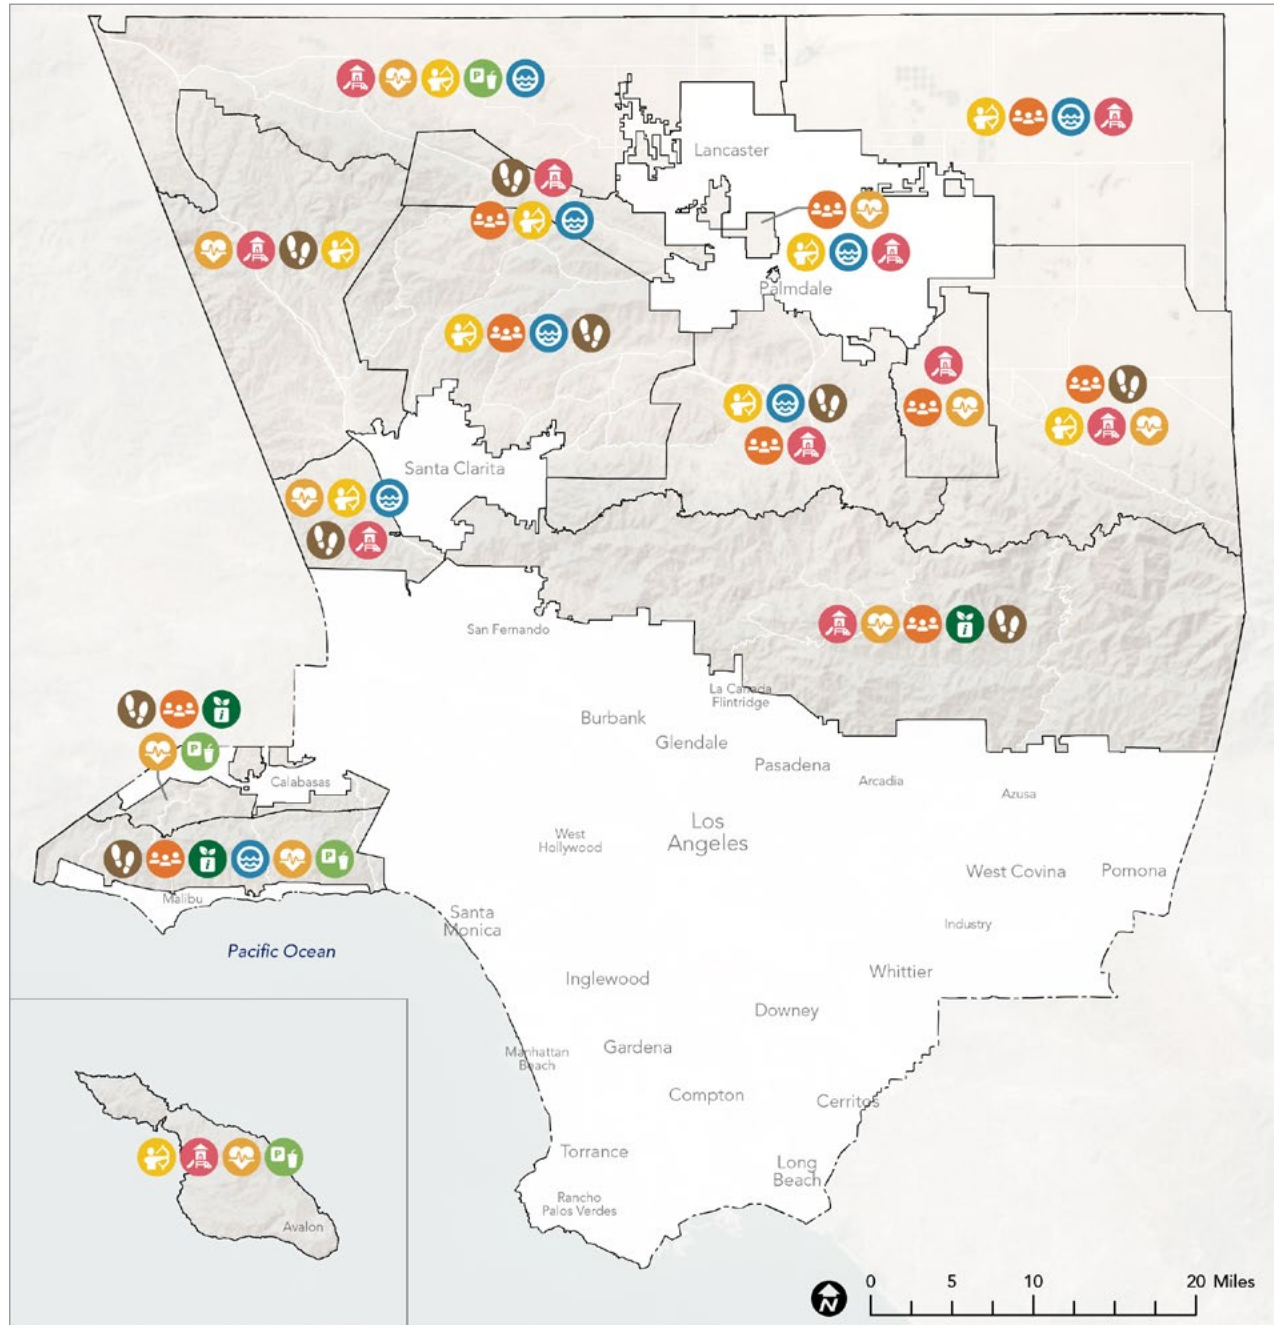 P
Lancaster
Palmdale
Santa Clarita
San Fernando
i
La Cañada
Flintridge
Burbank
Glendale
Pasadena
Arcadia
Azusa
i
P
Calabasas
West
Hollywood
Los
Angeles
West Covina
Pomona
i
P
Malibu
Santa
Monica
Industry
Pacific Ocean
Whittier
Inglewood
Downey
Manhattan
Beach
Gardena
Compton
Cerritos
P
Torrance
Long
Beach
Rancho
Palos Verdes
Avalon
N
0 5 10 20 Miles